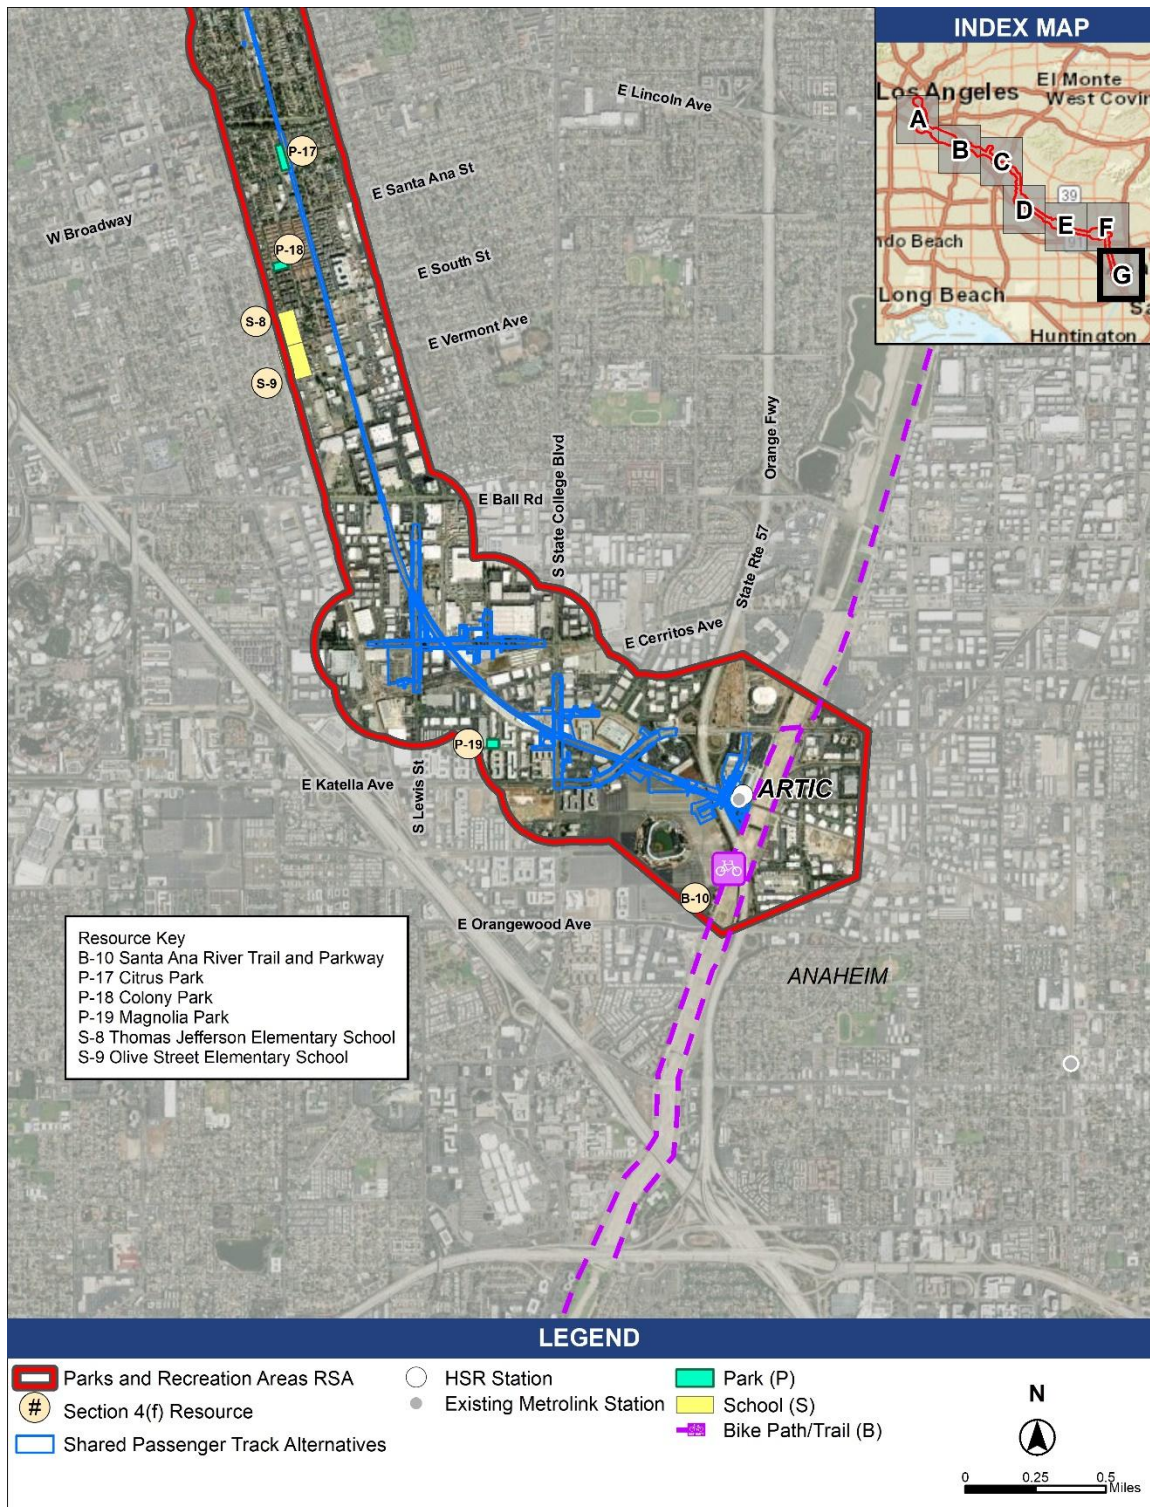 INDEX MAP
El Monte
Los Angeles
West Covin
A
B
C
39
D
E
F
91
ndo Beach
G
Long Beach
Sa
Huntington
E Lincoln Ave
P-17
E Santa Ana St
W Broadway
P-18
E South St
S-8
E Vermont Ave
S-9
Orange Fwy
S State College Blvd
E Ball Rd
State Rte 57
E Cerritos Ave
P-19
E Katella Ave
S Lewis St
ARTIC
B-10
E Orangewood Ave
ANAHEIM
Resource Key
B-10 Santa Ana River Trail and Parkway
P-17 Citrus Park
P-18 Colony Park
P-19 Magnolia Park
S-8 Thomas Jefferson Elementary School
S-9 Olive Street Elementary School
LEGEND
Parks and Recreation Areas RSA
# Section 4(f) Resource
Shared Passenger Track Alternatives
HSR Station
Existing Metrolink Station
Park (P)
School (S)
Bike Path/Trail (B)
N
0 0.25 0.5
Miles